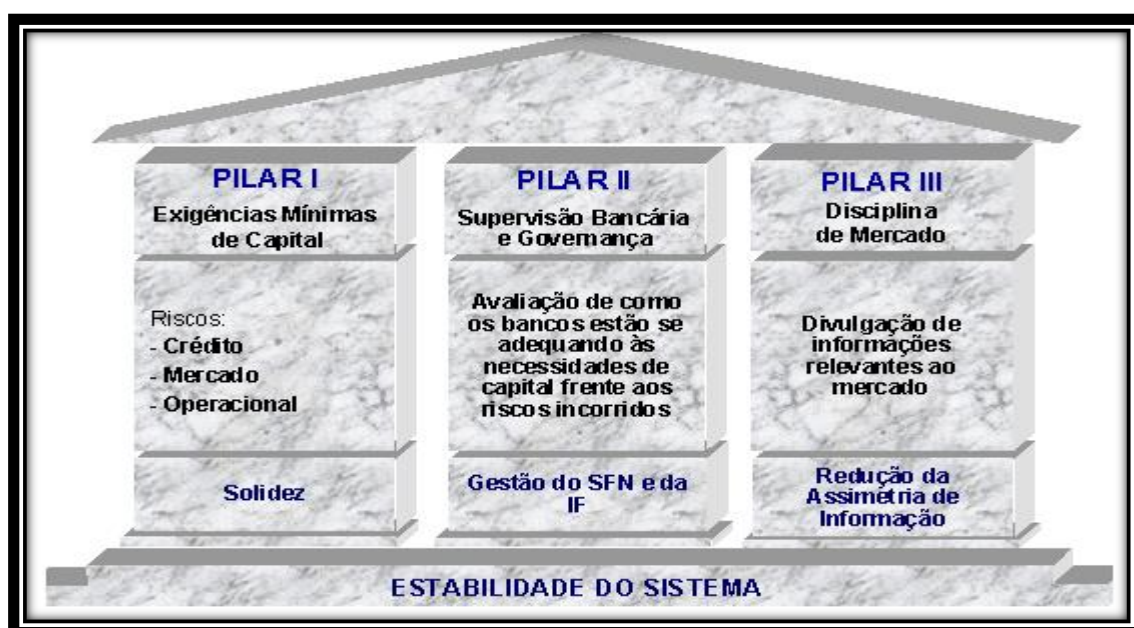 PILAR I
Exigências Mínimas
de Capital
Riscos:
- Crédito
- Mercado
- Operacional
Solidez
PILAR II
Supervisão Bancária
e Governança
Avaliação de como
os bancos estão se
adequando às
necessidades de
capital frente aos
riscos incorridos
Gestão do SFN e da
IF
PILAR III
Disciplina
de Mercado
Divulgação de
informações
relevantes ao
mercado
Redução da
Assimetria de
Informação
ESTABILIDADE DO SISTEMA